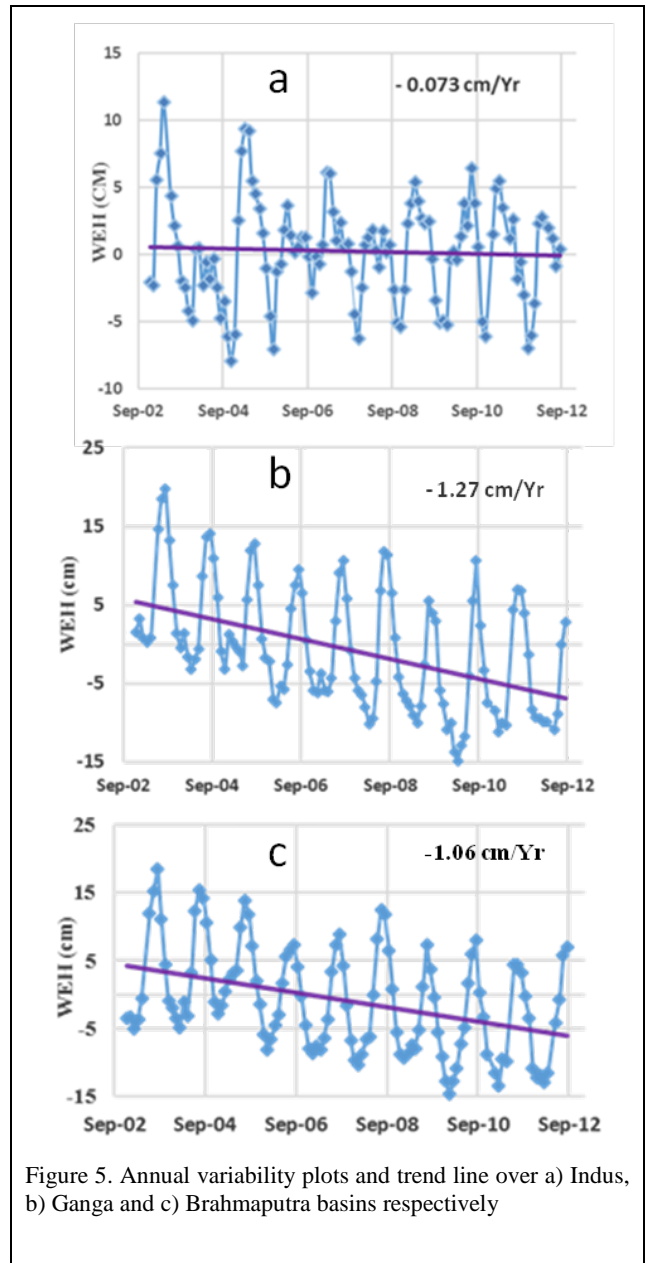 a
- 0.073 cm/Yr
15
10
5
0
-5
-10
WEH (CM)
Sep-02 Sep-04 Sep-06 Sep-08 Sep-10 Sep-12
b
- 1.27 cm/Yr
25
15
5
-5
-15
WEH (cm)
Sep-02 Sep-04 Sep-06 Sep-08 Sep-10 Sep-12
c
-1.06 cm/Yr
25
15
5
-5
-15
WEH (cm)
Sep-02 Sep-04 Sep-06 Sep-08 Sep-10 Sep-12
Figure 5. Annual variability plots and trend line over a) Indus,
b) Ganga and c) Brahmaputra basins respectively